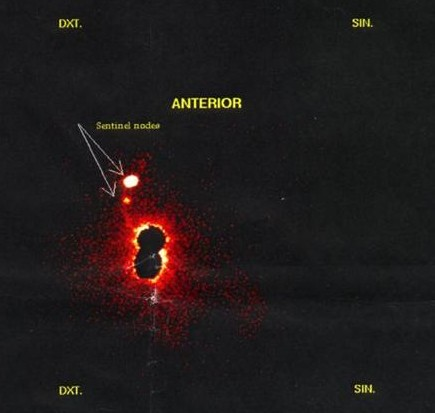 DXT. SIN.
ANTERIOR
Sentinel nodes
DXT. SIN.